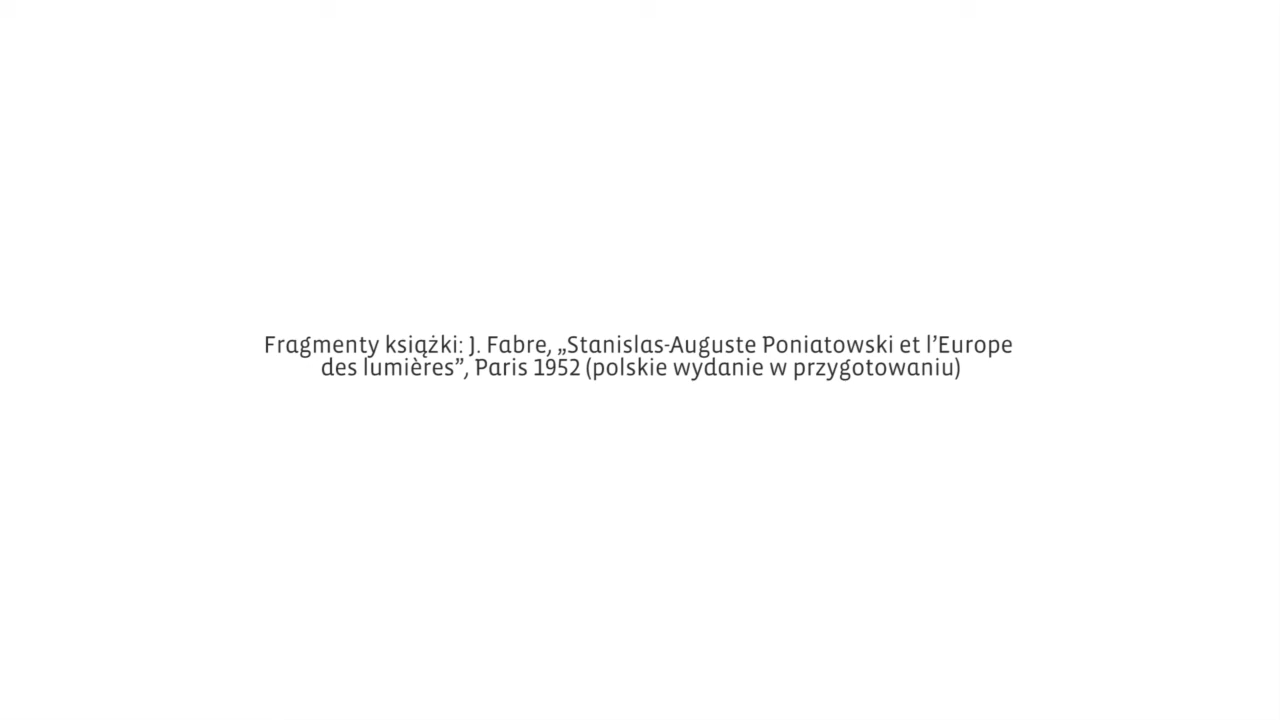 Fragmenty książki: J. Fabre, „Stanislas-Auguste Poniatowski et l’Europe
des lumières”, Paris 1952 (polskie wydanie w przygotowaniu)